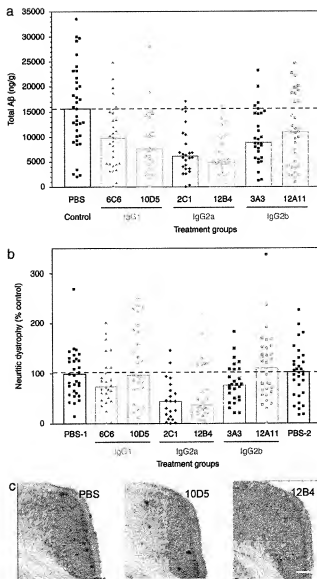 a
35000
30000
25000
20000
15000
10000
5000
0
Total Aβ (ng/g)
PBS 6C6 10D5 2C1 12B4 3A3 12A11
Control IgG1 IgG2a IgG2b
Treatment groups
b
300
200
100
0
Neuritic dystrophy (% control)
PBS-1 6C6 10D5 2C1 12B4 3A3 12A11 PBS-2
IgG1 IgG2a IgG2b
Treatment groups
c
PBS 10D5 12B4